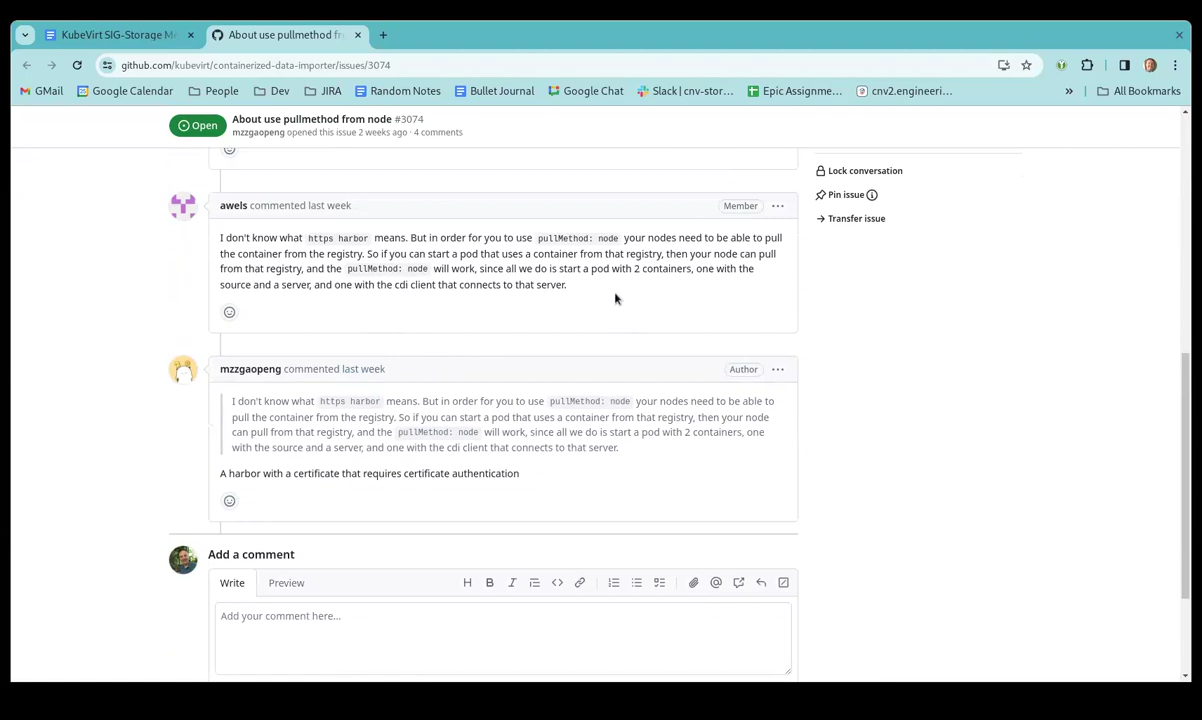 KubeVirt SIG-Storage Me
About use pullmethod fro
github.com/kubevirt/containerized-data-importer/issues/3074
GMail
Google Calendar
People
Dev
JIRA
Random Notes
Bullet Journal
Google Chat
Slack | cnv-stor...
Epic Assignme...
cnv2.engineeri...
»
All Bookmarks
Open
About use pullmethod from node #3074
mzzgaopeng opened this issue 2 weeks ago · 4 comments
Lock conversation
Pin issue
Transfer issue
awels commented last week
Member
I don't know what https harbor means. But in order for you to use pullMethod: node your nodes need to be able to pull
the container from the registry. So if you can start a pod that uses a container from that registry, then your node can pull
from that registry, and the pullMethod: node will work, since all we do is start a pod with 2 containers, one with the
source and a server, and one with the cdi client that connects to that server.
mzzgaopeng commented last week
Author
I don't know what https harbor means. But in order for you to use pullMethod: node your nodes need to be able to
pull the container from the registry. So if you can start a pod that uses a container from that registry, then your node
can pull from that registry, and the pullMethod: node will work, since all we do is start a pod with 2 containers, one
with the source and a server, and one with the cdi client that connects to that server.
A harbor with a certificate that requires certificate authentication
Add a comment
Write
Preview
Add your comment here...